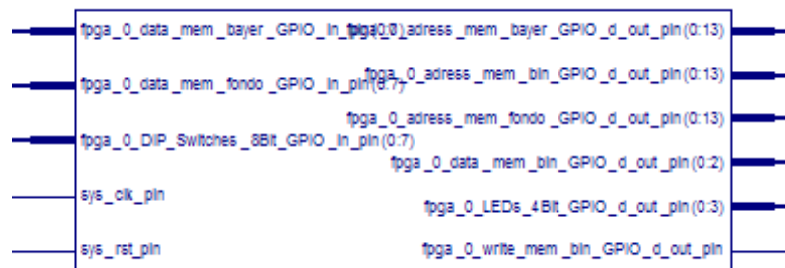 fpga_0_data_mem_bayer_GPIO_in_pin(0:7)
fpga_0_adress_mem_bayer_GPIO_d_out_pin(0:13)
fpga_0_adress_mem_bin_GPIO_d_out_pin(0:13)
fpga_0_data_mem_fondo_GPIO_in_pin(0:7)
fpga_0_adress_mem_fondo_GPIO_d_out_pin(0:13)
fpga_0_DIP_Switches_8Bit_GPIO_in_pin(0:7)
fpga_0_data_mem_bin_GPIO_d_out_pin(0:2)
sys_clk_pin
fpga_0_LEDs_4Bit_GPIO_d_out_pin(0:3)
sys_rst_pin
fpga_0_write_mem_bin_GPIO_d_out_pin